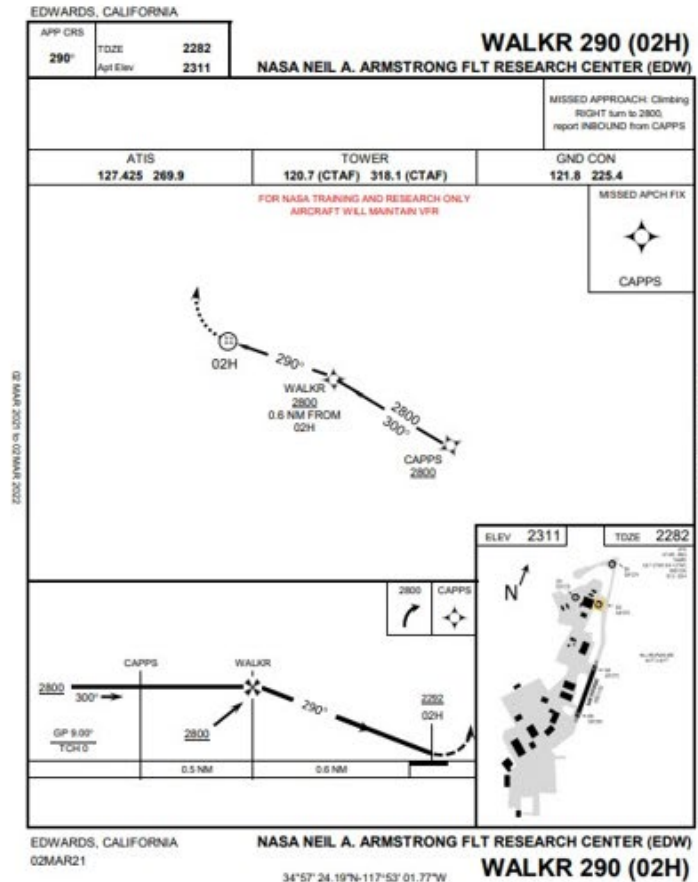 EDWARDS, CALIFORNIA
APP CRS
290°
TDZE 2282
Apt Elev 2311
WALKR 290 (02H)
NASA NEIL A. ARMSTRONG FLT RESEARCH CENTER (EDW)
MISSED APPROACH: Climbing
RIGHT turn to 2800,
report INBOUND from CAPPS
ATIS
127.425 269.9
TOWER
120.7 (CTAF) 318.1 (CTAF)
GND CON
121.8 225.4
FOR NASA TRAINING AND RESEARCH ONLY
AIRCRAFT WILL MAINTAIN VFR
MISSED APCH FIX
CAPPS
02H
290°
WALKR
2800
0.6 NM FROM
02H
2800
300°
CAPPS
2800
02 MAR 2021 to 02 MAR 2022
ELEV 2311
TDZE 2282
N
2800
CAPPS
CAPPS
WALKR
2800
300°
290°
02H
2800
GP 9.00°
TCH 0
0.5 NM
0.6 NM
EDWARDS, CALIFORNIA
02MAR21
NASA NEIL A. ARMSTRONG FLT RESEARCH CENTER (EDW)
34°57' 24.19"N-117°53' 01.77"W
WALKR 290 (02H)